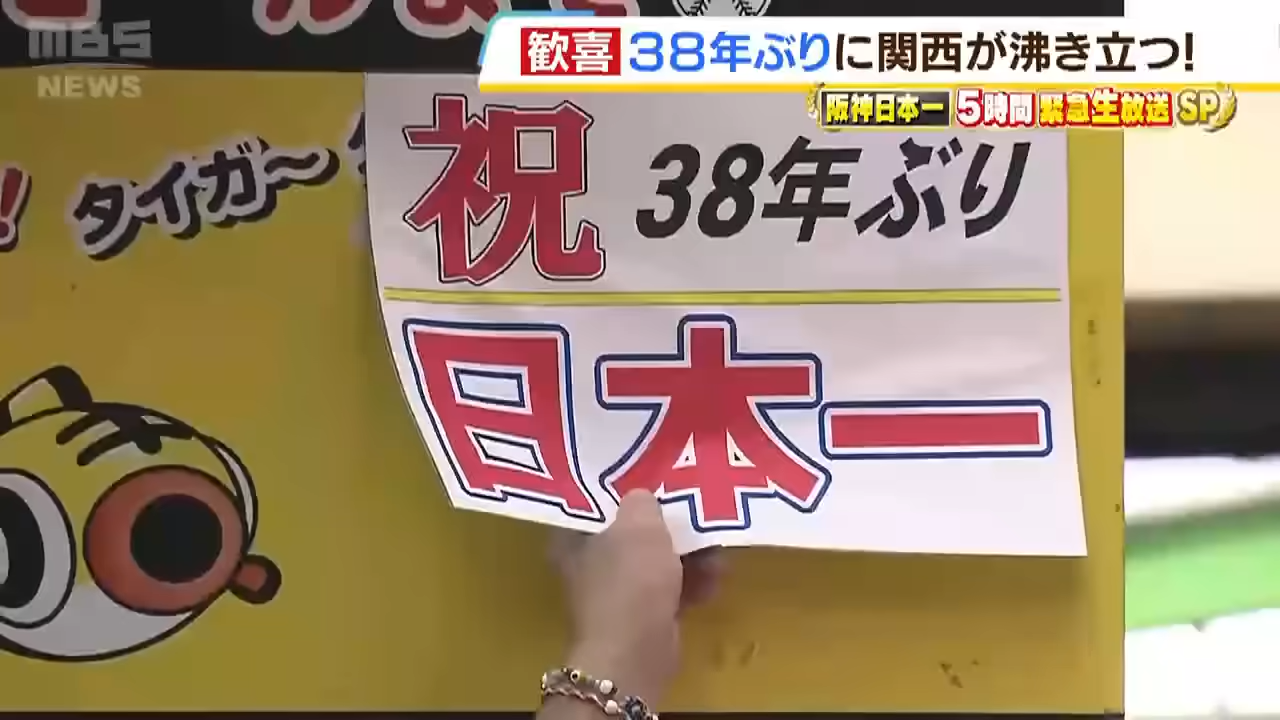 MBS
NEWS
歓喜 38年ぶりに関西が沸き立つ!
阪神日本一 5時間 緊急生放送 SP
! タイガ〜
祝 38年ぶり
日本一